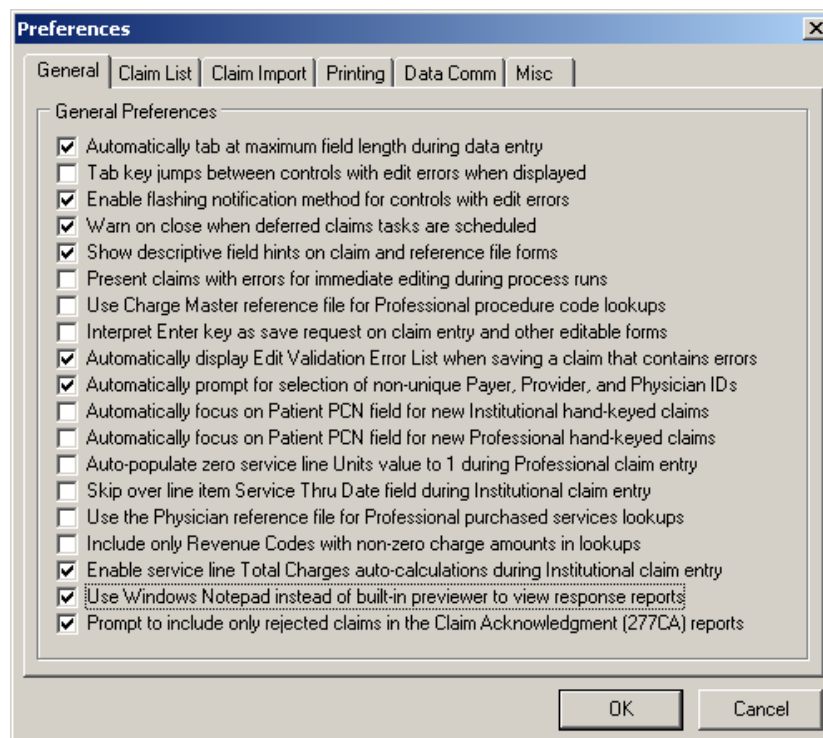 Preferences
General Claim List Claim Import Printing Data Comm Misc
General Preferences
Automatically tab at maximum field length during data entry
Tab key jumps between controls with edit errors when displayed
Enable flashing notification method for controls with edit errors
Warn on close when deferred claims tasks are scheduled
Show descriptive field hints on claim and reference file forms
Present claims with errors for immediate editing during process runs
Use Charge Master reference file for Professional procedure code lookups
Interpret Enter key as save request on claim entry and other editable forms
Automatically display Edit Validation Error List when saving a claim that contains errors
Automatically prompt for selection of non-unique Payer, Provider, and Physician IDs
Automatically focus on Patient PCN field for new Institutional hand-keyed claims
Automatically focus on Patient PCN field for new Professional hand-keyed claims
Auto-populate zero service line Units value to 1 during Professional claim entry
Skip over line item Service Thru Date field during Institutional claim entry
Use the Physician reference file for Professional purchased services lookups
Include only Revenue Codes with non-zero charge amounts in lookups
Enable service line Total Charges auto-calculations during Institutional claim entry
Use Windows Notepad instead of built-in previewer to view response reports
Prompt to include only rejected claims in the Claim Acknowledgment (277CA) reports
OK Cancel